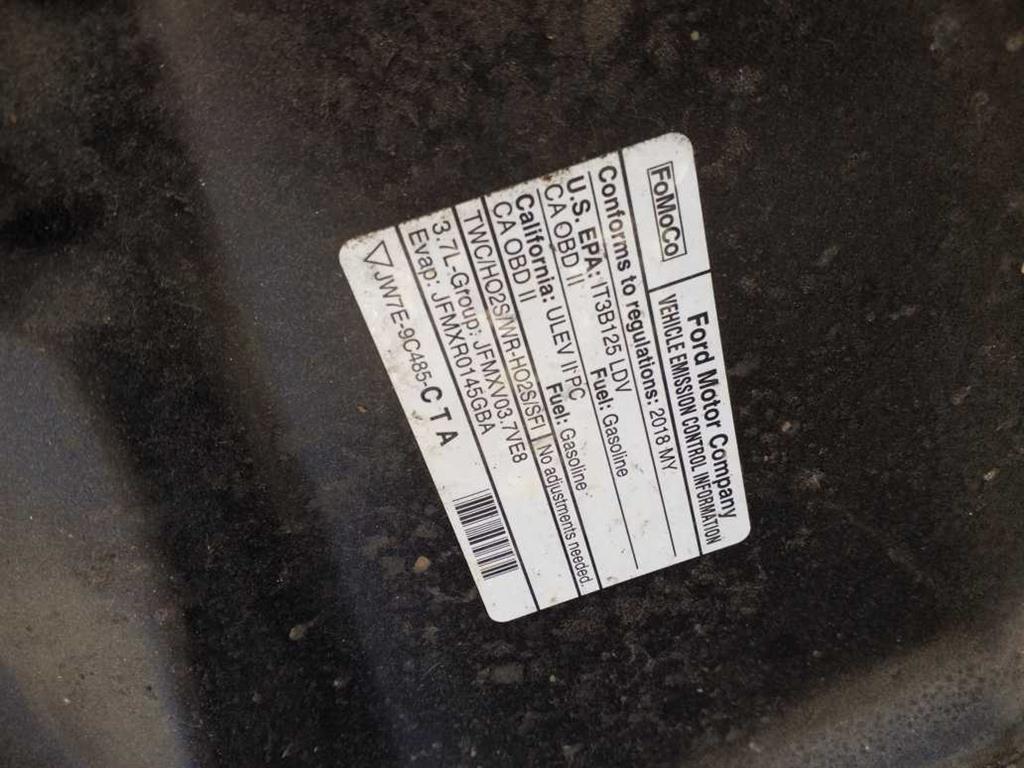 FoMoCo
Ford Motor Company
VEHICLE EMISSION CONTROL INFORMATION
Conforms to regulations: 2018 MY
U.S. EPA: IT3B125 LDV Fuel: Gasoline
CA OBD II
California: ULEV II-PC Fuel: Gasoline
CA OBD II
TWC/HO2S/WR-HO2S/SFI No adjustments needed.
3.7L-Group: JFMXV03.7VE8
Evap: JFMXR0145GBA
JW7E-9C485-C T A